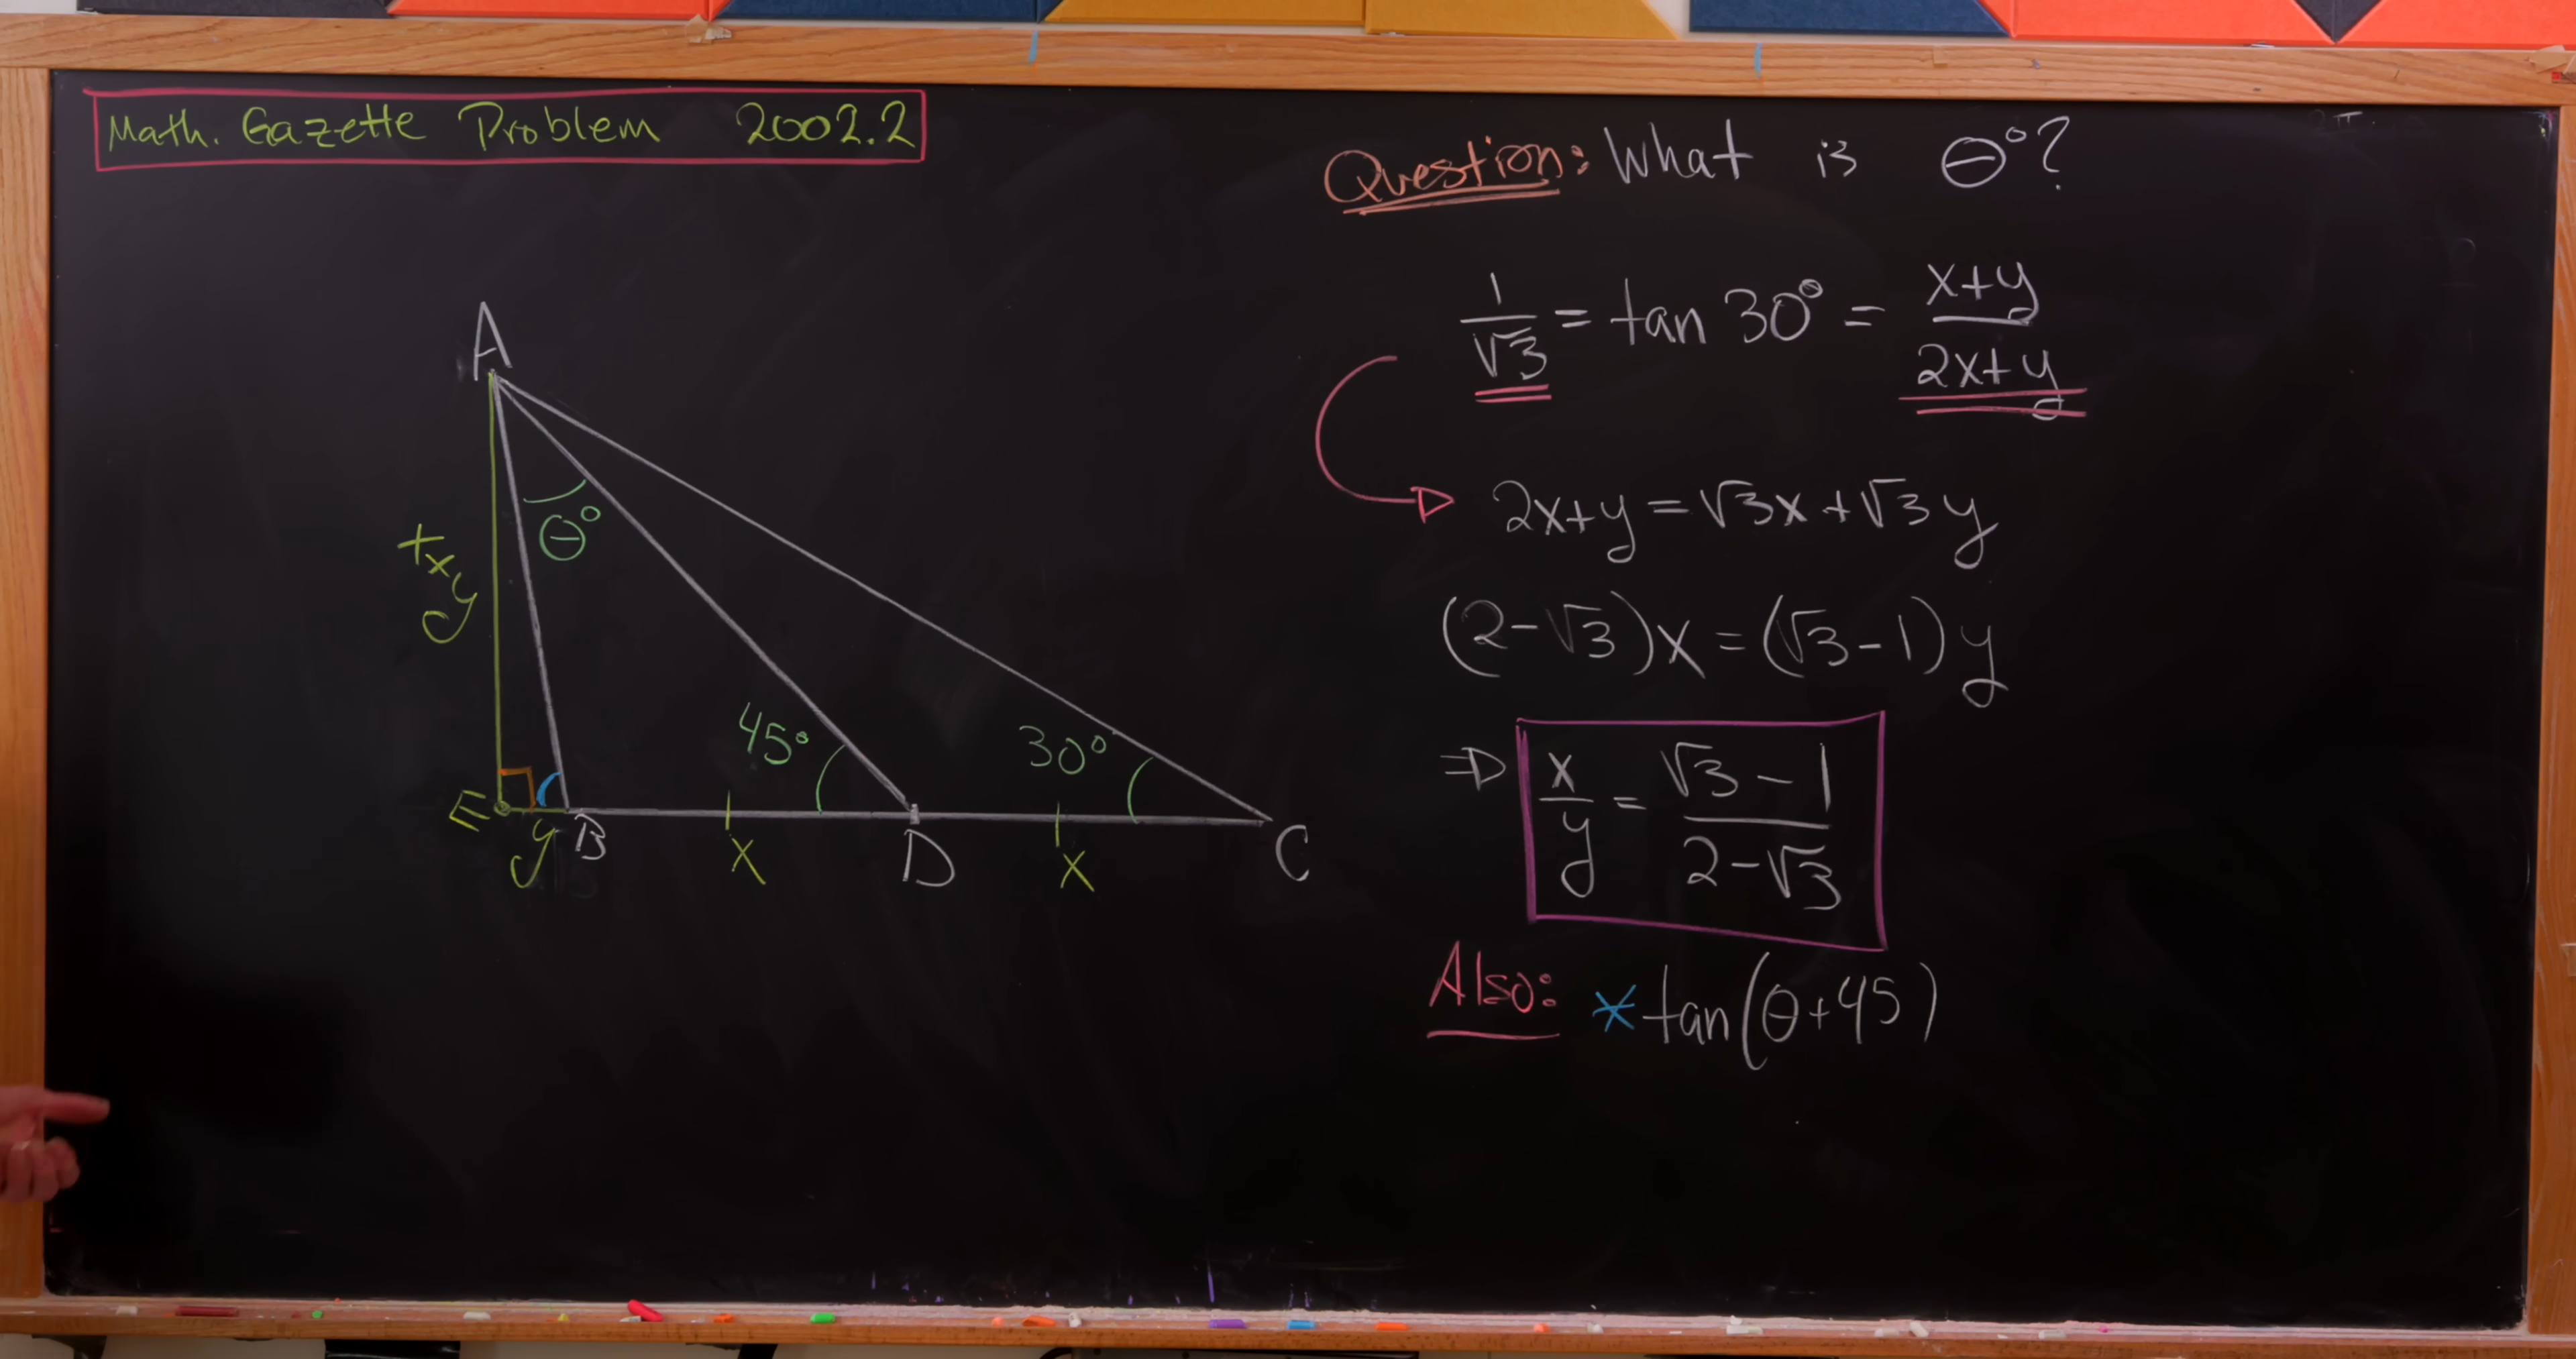 Math. Gazette Problem 2002.2
Question: What is θ°?
1/√3 = tan 30° = x+y/2x+y
2x+y = √3x + √3y
(2-√3)x = (√3-1)y
⇒ x/y = √3-1/2-√3
Also: *tan(θ+45)
A
θ°
x+y
45°
30°
E
y
B
x
D
x
C